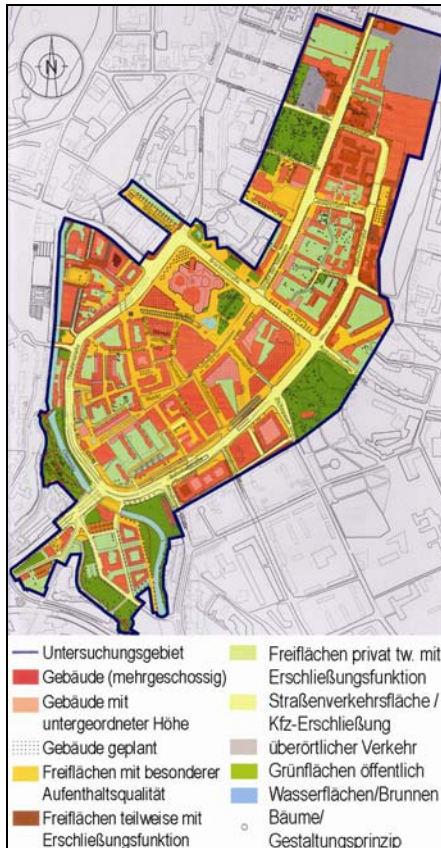 N
Untersuchungsgebiet
Gebäude (mehrgeschossig)
Gebäude mit
untergeordneter Höhe
Gebäude geplant
Freiflächen mit besonderer
Aufenthaltsqualität
Freiflächen teilweise mit
Erschließungsfunktion
Freiflächen privat tw. mit
Erschließungsfunktion
Straßenverkehrsfläche /
Kfz-Erschließung
überörtlicher Verkehr
Grünflächen öffentlich
Wasserflächen/Brunnen
Bäume/
Gestaltungsprinzip